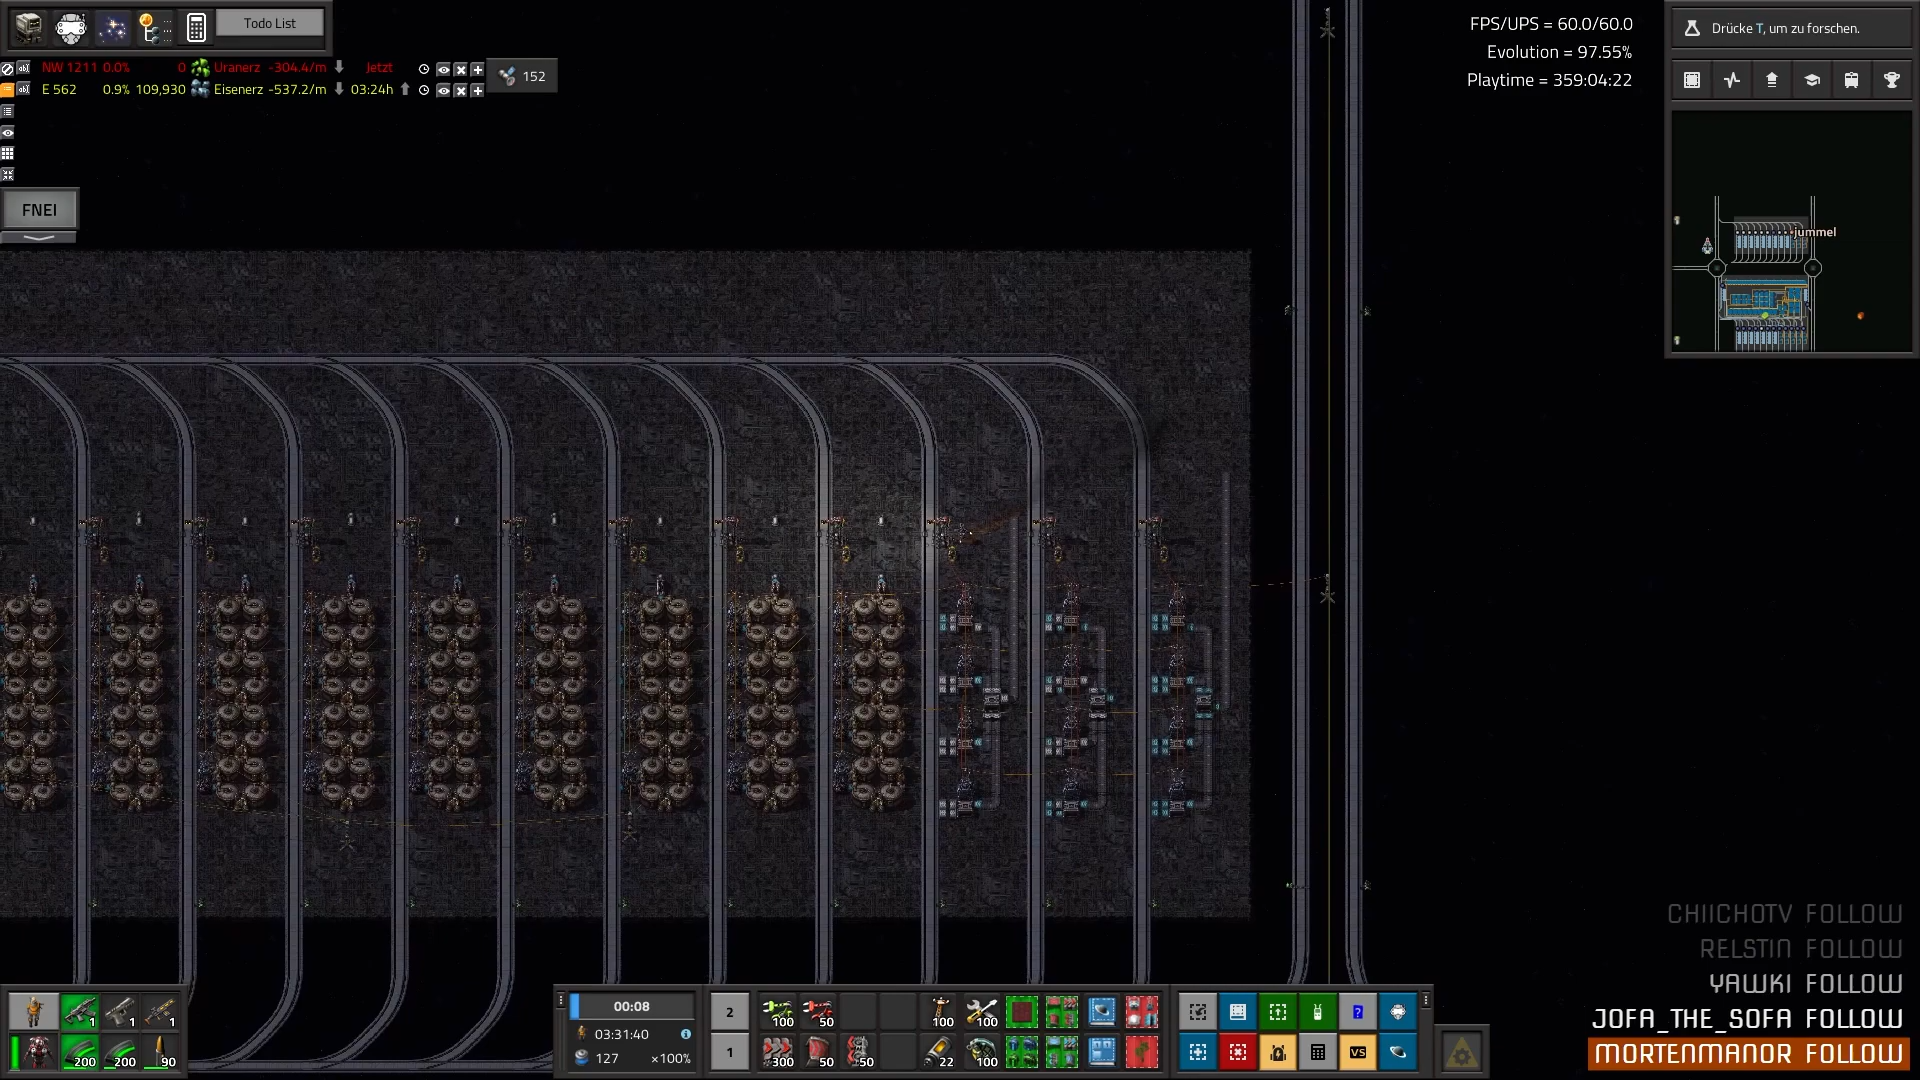 Todo List
NW 1211 0.0% 0 Uranerz -304.4/m Jetzt
E 562 0.9% 109,930 Eisenerz -537.2/m 03:24h
152
FNEI
FPS/UPS = 60.0/60.0
Evolution = 97.55%
Playtime = 359:04:22
Drücke T, um zu forschen.
jummel
CHIICHOTV FOLLOW
RELSTIN FOLLOW
YAWKI FOLLOW
JOFA_THE_SOFA FOLLOW
MORTENMANOR FOLLOW
1 1 1
200 200 90
00:08
03:31:40
127 ×100%
2 100 50 100 100
1 300 50 50 22 100
?
VS